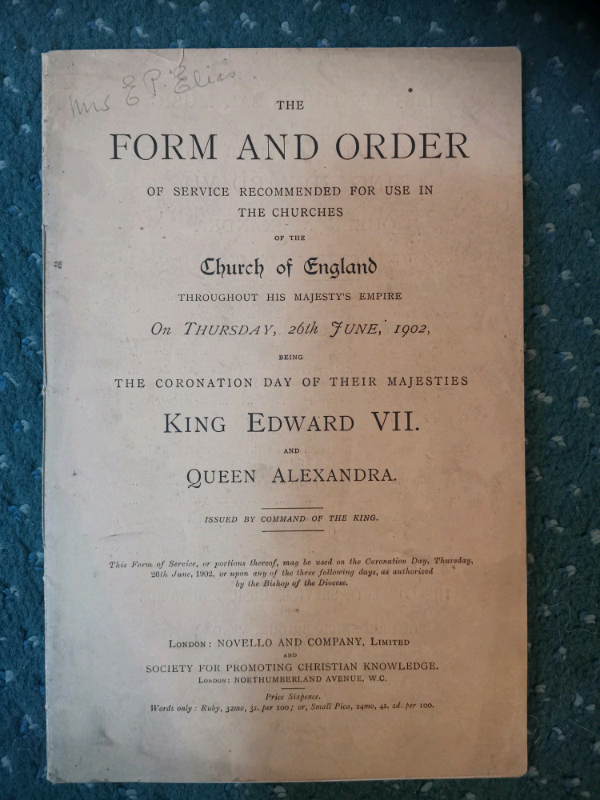 Mrs E P. Elias.
THE
FORM AND ORDER
OF SERVICE RECOMMENDED FOR USE IN
THE CHURCHES
OF THE
Church of England
THROUGHOUT HIS MAJESTY'S EMPIRE
On THURSDAY, 26th JUNE, 1902,
BEING
THE CORONATION DAY OF THEIR MAJESTIES
KING EDWARD VII.
AND
QUEEN ALEXANDRA.
ISSUED BY COMMAND OF THE KING.
This Form of Service, or portions thereof, may be used on the Coronation Day, Thursday,
26th June, 1902, or upon any of the three following days, as authorized
by the Bishop of the Diocese.
LONDON: NOVELLO AND COMPANY, LIMITED
AND
SOCIETY FOR PROMOTING CHRISTIAN KNOWLEDGE.
LONDON: NORTHUMBERLAND AVENUE, W.C.
Price Sixpence.
Words only: Ruby, 32mo, 3s. per 100; or, Small Pica, 24mo, 4s. 2d. per 100.